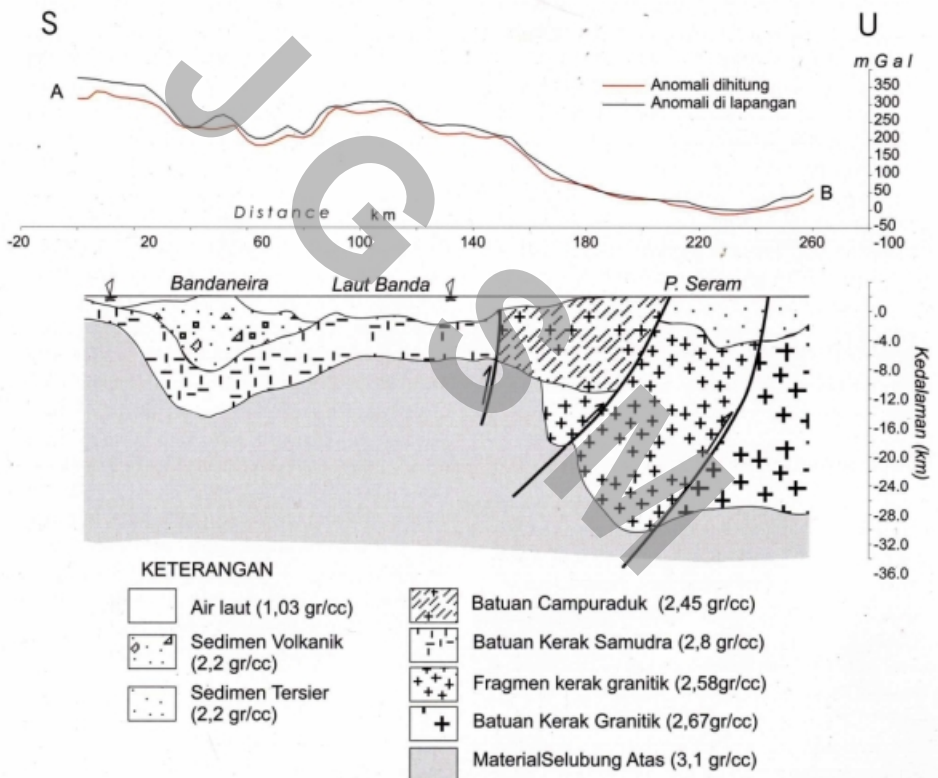 S
U
m G a l
A
Anomali dihitung
Anomali di lapangan
350
300
250
200
150
100
50
0
-50
-100
B
Distance km
-20 20 60 100 140 180 220 260
Bandaneira
Laut Banda
P. Seram
.0
-4.0
-8.0
-12.0
-16.0
-20.0
-24.0
-28.0
-32.0
-36.0
Kedalaman (km)
JGSM
KETERANGAN
Air laut (1,03 gr/cc)
Sedimen Volkanik
(2,2 gr/cc)
Sedimen Tersier
(2,2 gr/cc)
Batuan Campuraduk (2,45 gr/cc)
Batuan Kerak Samudra (2,8 gr/cc)
Fragmen kerak granitik (2,58gr/cc)
Batuan Kerak Granitik (2,67gr/cc)
MaterialSelubung Atas (3,1 gr/cc)